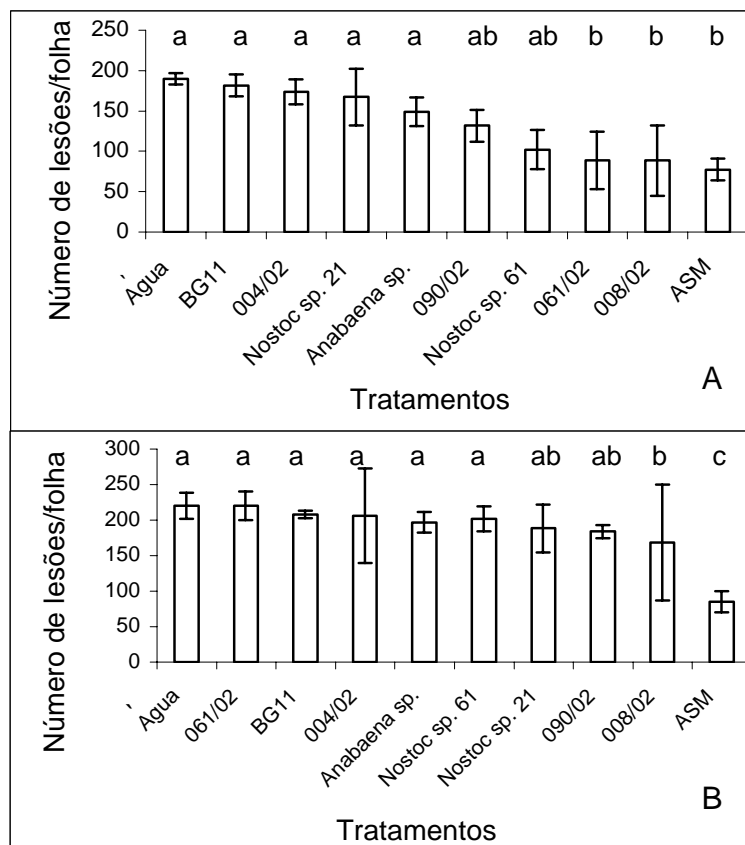 a a a a a ab ab b b b
Número de lesões/folha
250
200
150
100
50
0
Água
BG11
004/02
Nostoc sp. 21
Anabaena sp.
090/02
Nostoc sp. 61
061/02
008/02
ASM
Tratamentos
A
a a a a a a ab ab b c
Número de lesões/folha
300
250
200
150
100
50
0
Água
061/02
BG11
004/02
Anabaena sp.
Nostoc sp. 61
Nostoc sp. 21
090/02
008/02
ASM
Tratamentos
B